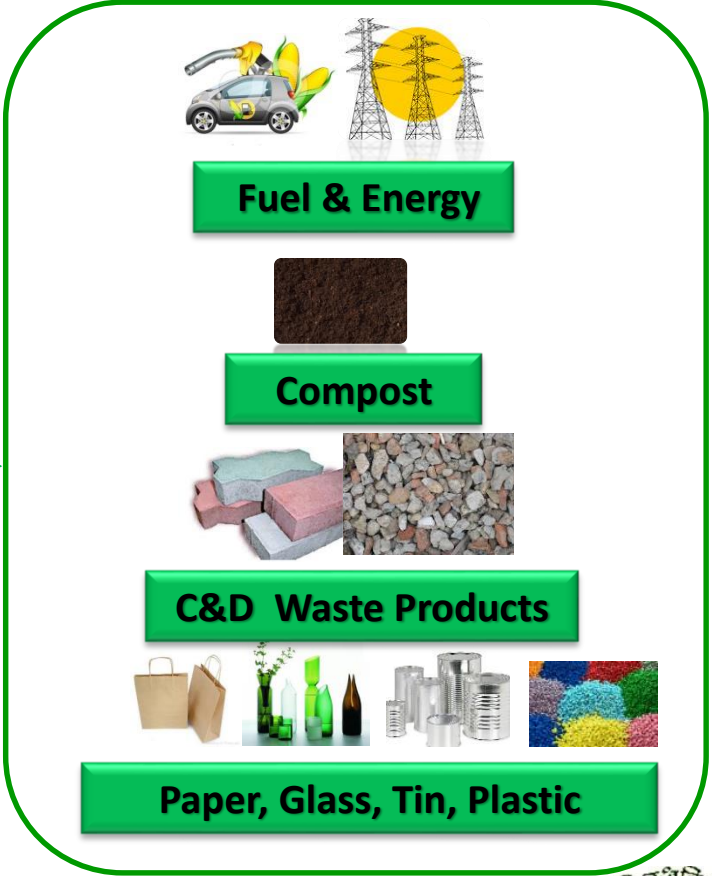 Fuel & Energy
Compost
C&D Waste Products
Paper, Glass, Tin, Plastic